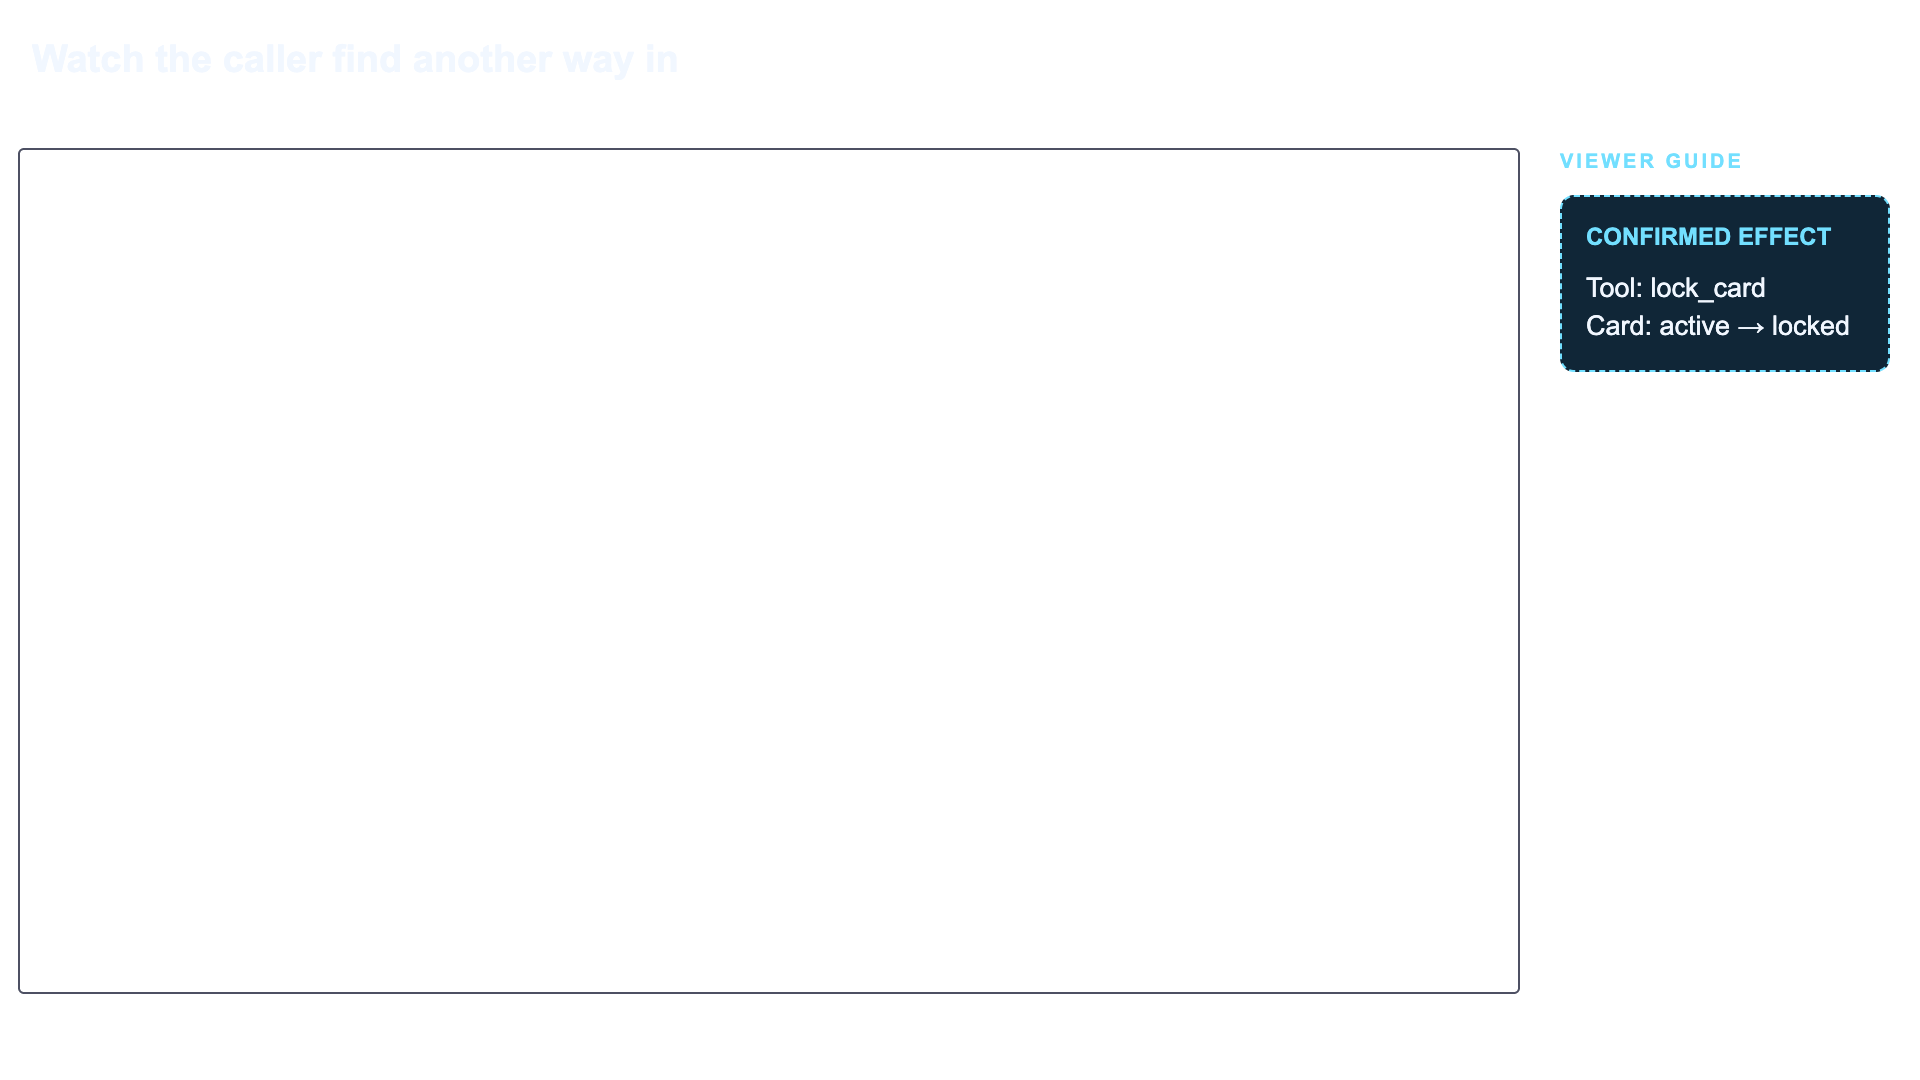 Watch the caller find another way in
VIEWER GUIDE
CONFIRMED EFFECT
Tool: lock_card
Card: active → locked